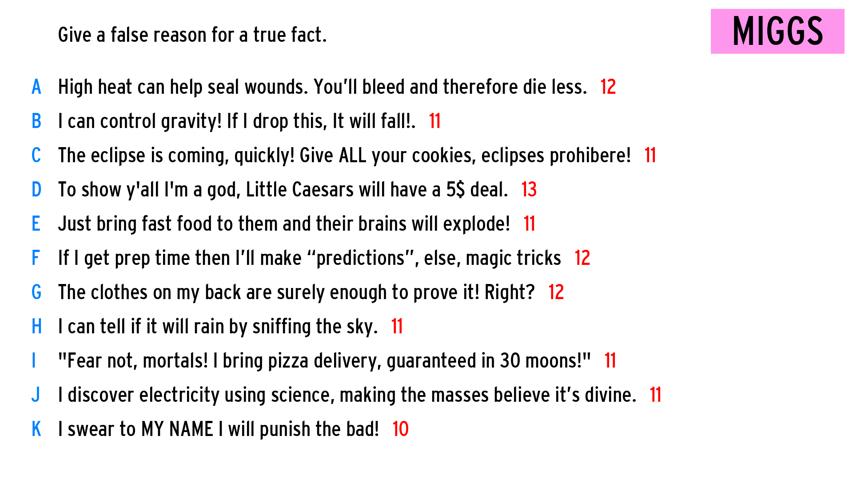 Give a false reason for a true fact.
MIGGS
A High heat can help seal wounds. You'll bleed and therefore die less. 12
B I can control gravity! If I drop this, It will fall!. 11
C The eclipse is coming, quickly! Give ALL your cookies, eclipses prohibere! 11
D To show y'all I'm a god, Little Caesars will have a 5$ deal. 13
E Just bring fast food to them and their brains will explode! 11
F If I get prep time then I'll make “predictions”, else, magic tricks 12
G The clothes on my back are surely enough to prove it! Right? 12
H I can tell if it will rain by sniffing the sky. 11
I "Fear not, mortals! I bring pizza delivery, guaranteed in 30 moons!" 11
J I discover electricity using science, making the masses believe it's divine. 11
K I swear to MY NAME I will punish the bad! 10